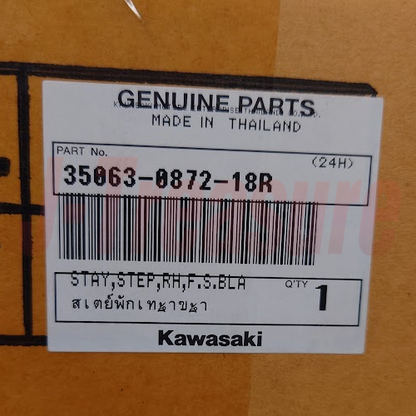 GENUINE PARTS
MADE IN THAILAND
PART No.
(24H)
35063-0872-18R
STAY,STEP,RH,F.S.BLA
Q'TY
1
สเตย์พักเท้าขวา
Kawasaki